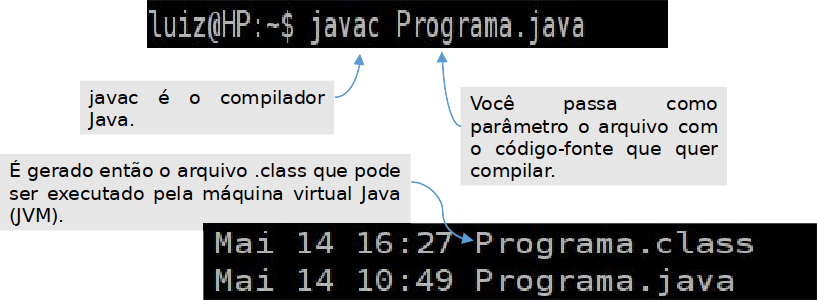 luiz@HP:~$ javac Programa.java
javac é o compilador
Java.
Você passa como
parâmetro o arquivo com
o código-fonte que quer
compilar.
É gerado então o arquivo .class que pode
ser executado pela máquina virtual Java
(JVM).
Mai 14 16:27 Programa.class
Mai 14 10:49 Programa.java